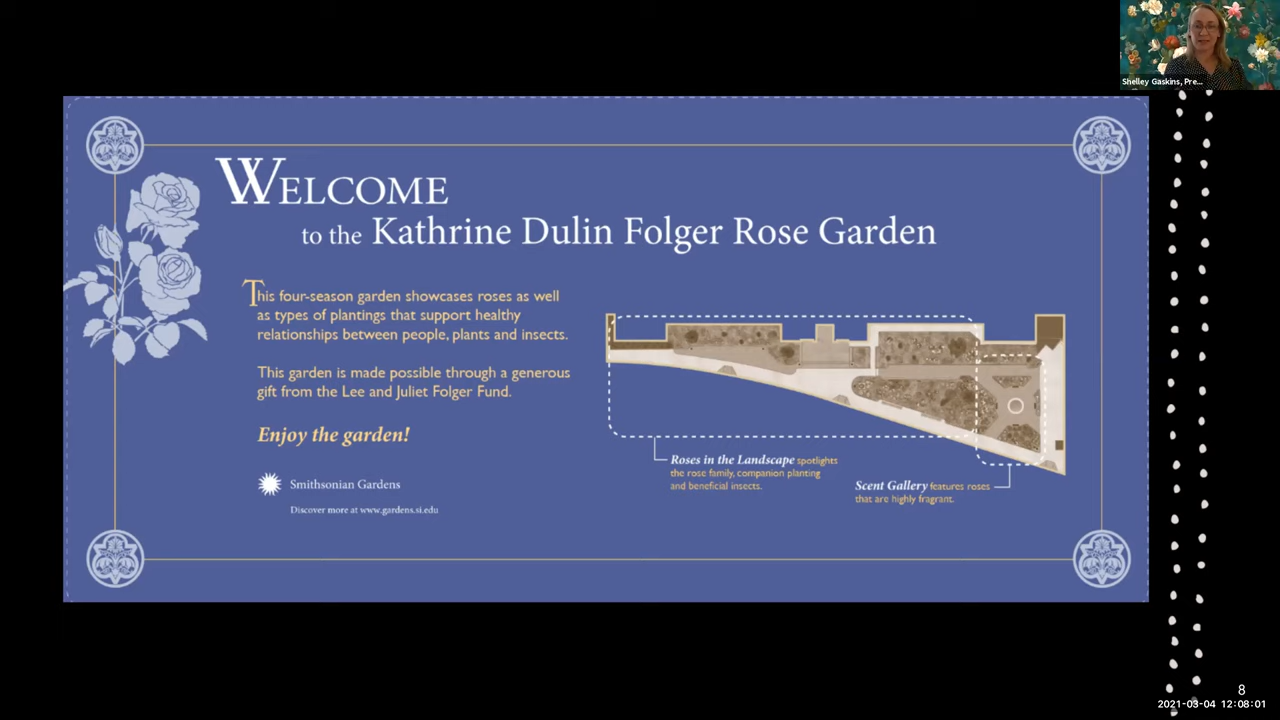 Shelley Gaskins, Pre...
WELCOME
to the Kathrine Dulin Folger Rose Garden
This four-season garden showcases roses as well
as types of plantings that support healthy
relationships between people, plants and insects.
This garden is made possible through a generous
gift from the Lee and Juliet Folger Fund.
Enjoy the garden!
Smithsonian Gardens
Discover more at www.gardens.si.edu
Roses in the Landscape spotlights
the rose family, companion planting
and beneficial insects.
Scent Gallery features roses
that are highly fragrant.
8
2021-03-04 12:08:01